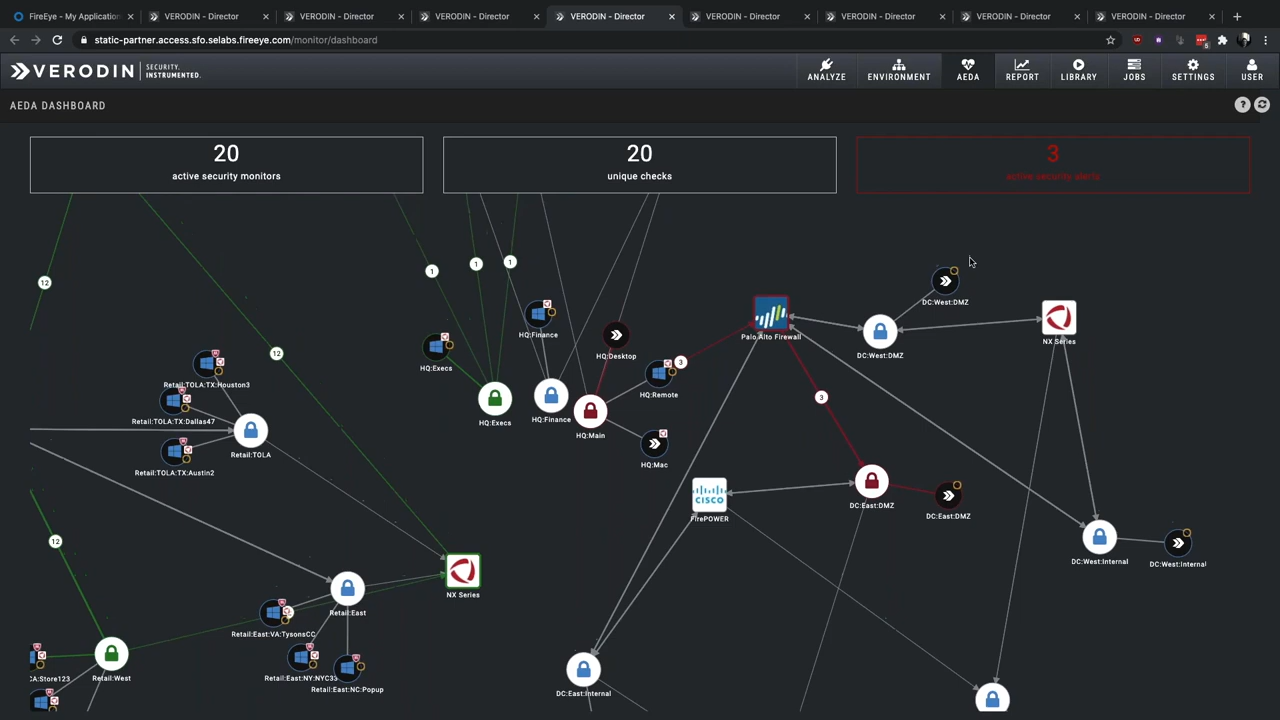 FireEye - My Application
VERODIN - Director
VERODIN - Director
VERODIN - Director
VERODIN - Director
VERODIN - Director
VERODIN - Director
VERODIN - Director
VERODIN - Director
static-partner.access.sfo.selabs.fireeye.com/monitor/dashboard
5
VERODIN SECURITY. INSTRUMENTED.
ANALYZE
ENVIRONMENT
AEDA
REPORT
LIBRARY
JOBS
SETTINGS
USER
AEDA DASHBOARD
20
active security monitors
20
unique checks
3
active security alerts
12
1
1
1
DC:West:DMZ
HQ:Finance
Palo Alto Firewall
NX Series
12
HQ:Desktop
DC:West:DMZ
HQ:Execs
3
Retail:TOLA:TX:Houston3
HQ:Remote
3
Retail:TOLA:TX:Dallas47
HQ:Execs
HQ:Finance
HQ:Main
Retail:TOLA
HQ:Mac
Retail:TOLA:TX:Austin2
CISCO
FirePOWER
DC:East:DMZ
DC:East:DMZ
12
DC:West:Internal
DC:West:Internal
NX Series
Retail:East
Retail:East:VA:TysonsCC
CA:Store123
Retail:West
Retail:East:NY:NYC33
Retail:East:NC:Popup
DC:East:Internal